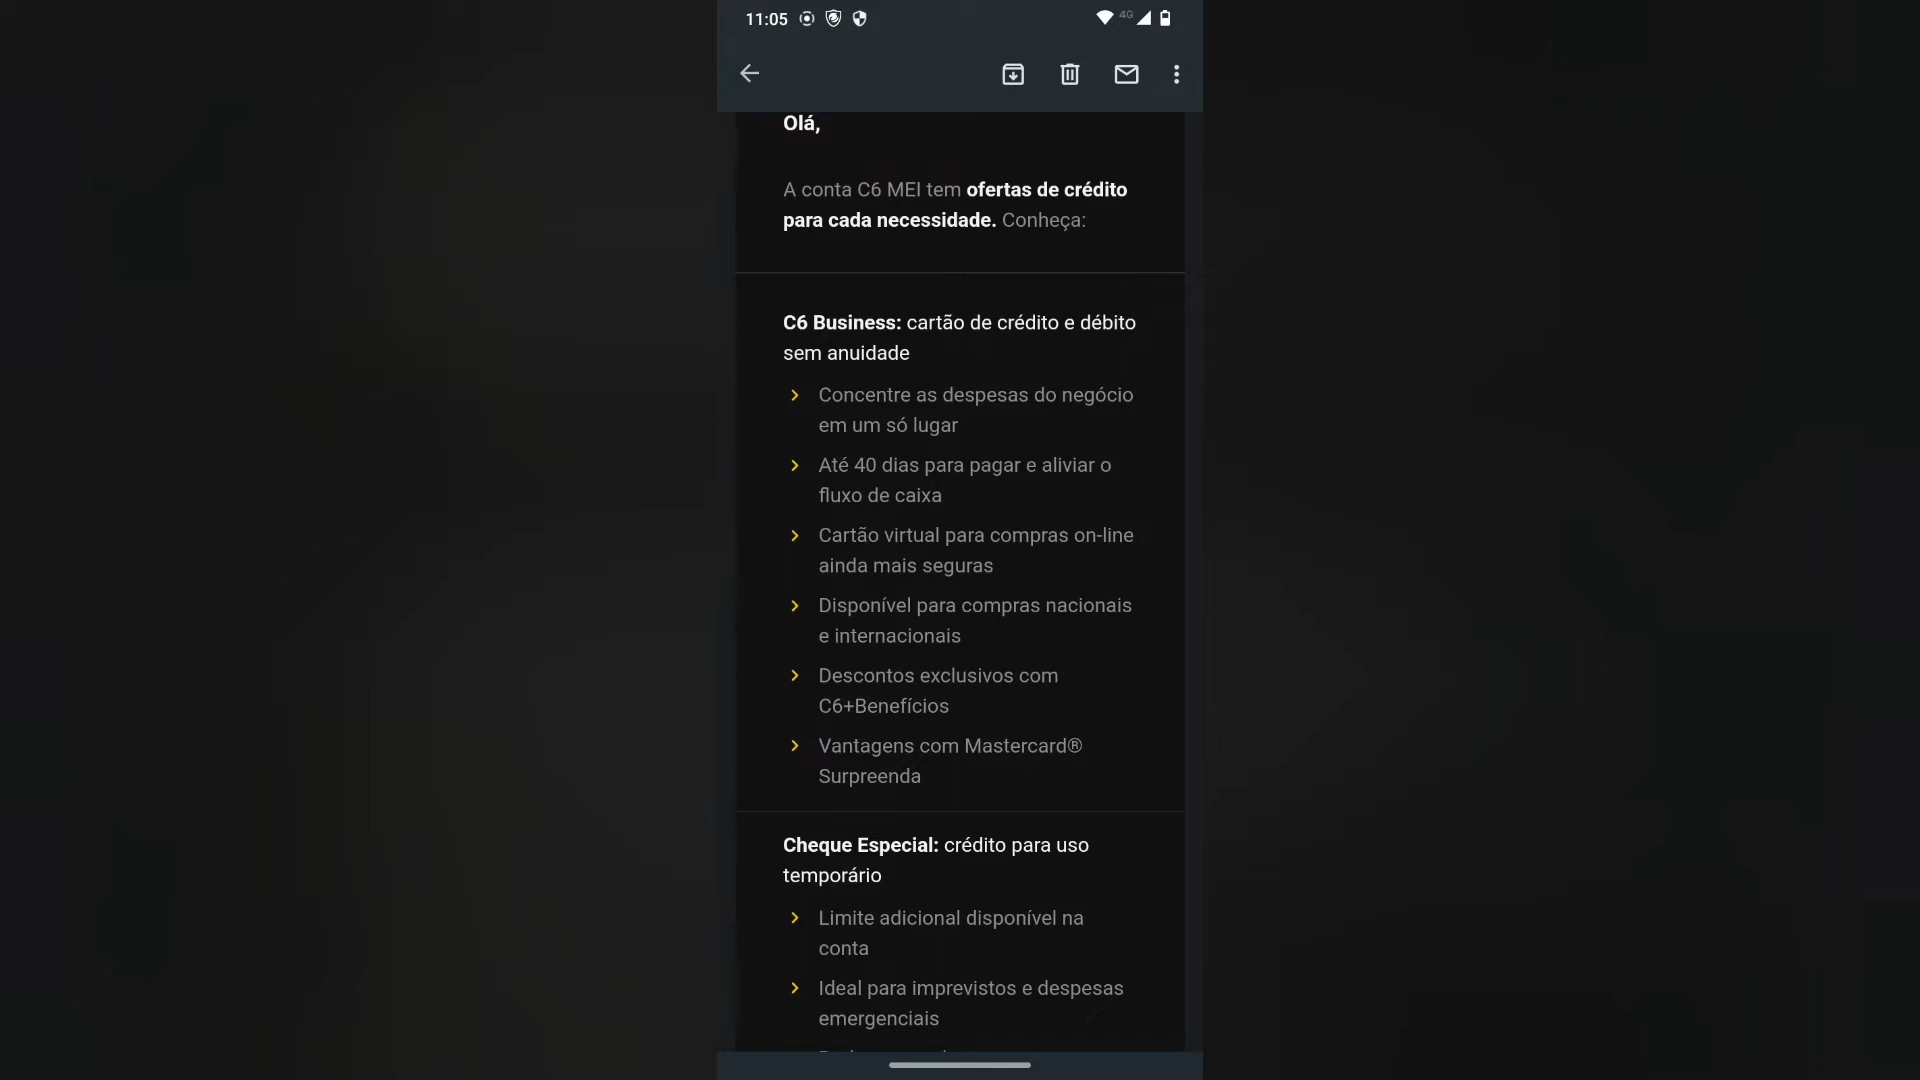 11:05
4G
Olá,
A conta C6 MEI tem ofertas de crédito
para cada necessidade. Conheça:
C6 Business: cartão de crédito e débito
sem anuidade
Concentre as despesas do negócio
em um só lugar
Até 40 dias para pagar e aliviar o
fluxo de caixa
Cartão virtual para compras on-line
ainda mais seguras
Disponível para compras nacionais
e internacionais
Descontos exclusivos com
C6+Benefícios
Vantagens com Mastercard®
Surpreenda
Cheque Especial: crédito para uso
temporário
Limite adicional disponível na
conta
Ideal para imprevistos e despesas
emergenciais